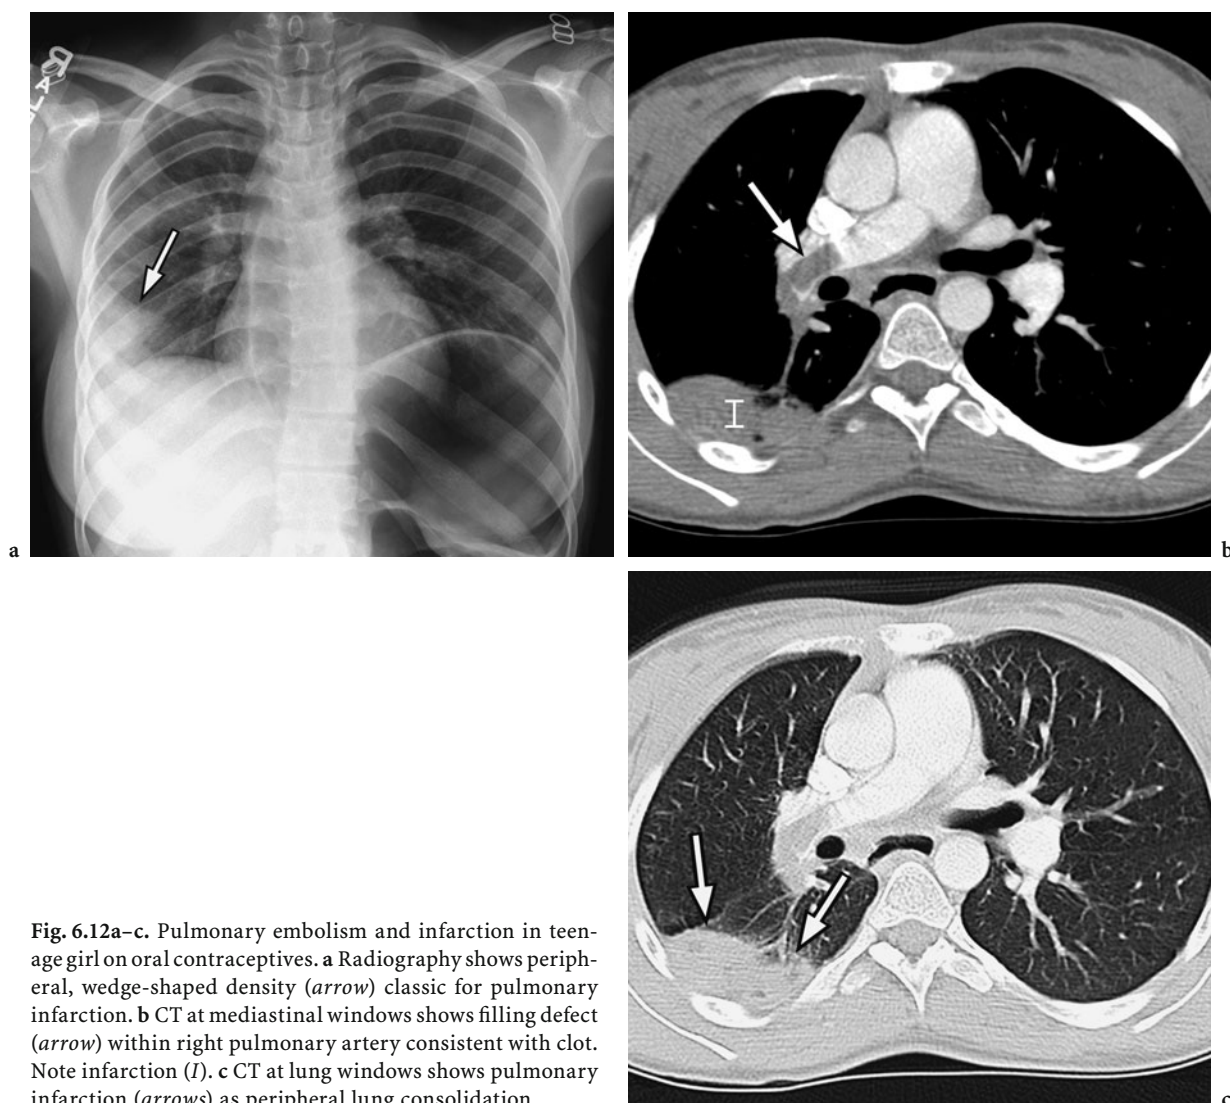 a
b
I
Fig. 6.12a–c. Pulmonary embolism and infarction in teen-
age girl on oral contraceptives. a Radiography shows periph-
eral, wedge-shaped density (arrow) classic for pulmonary
infarction. b CT at mediastinal windows shows filling defect
(arrow) within right pulmonary artery consistent with clot.
Note infarction (I). c CT at lung windows shows pulmonary
infarction (arrows) as peripheral lung consolidation
c